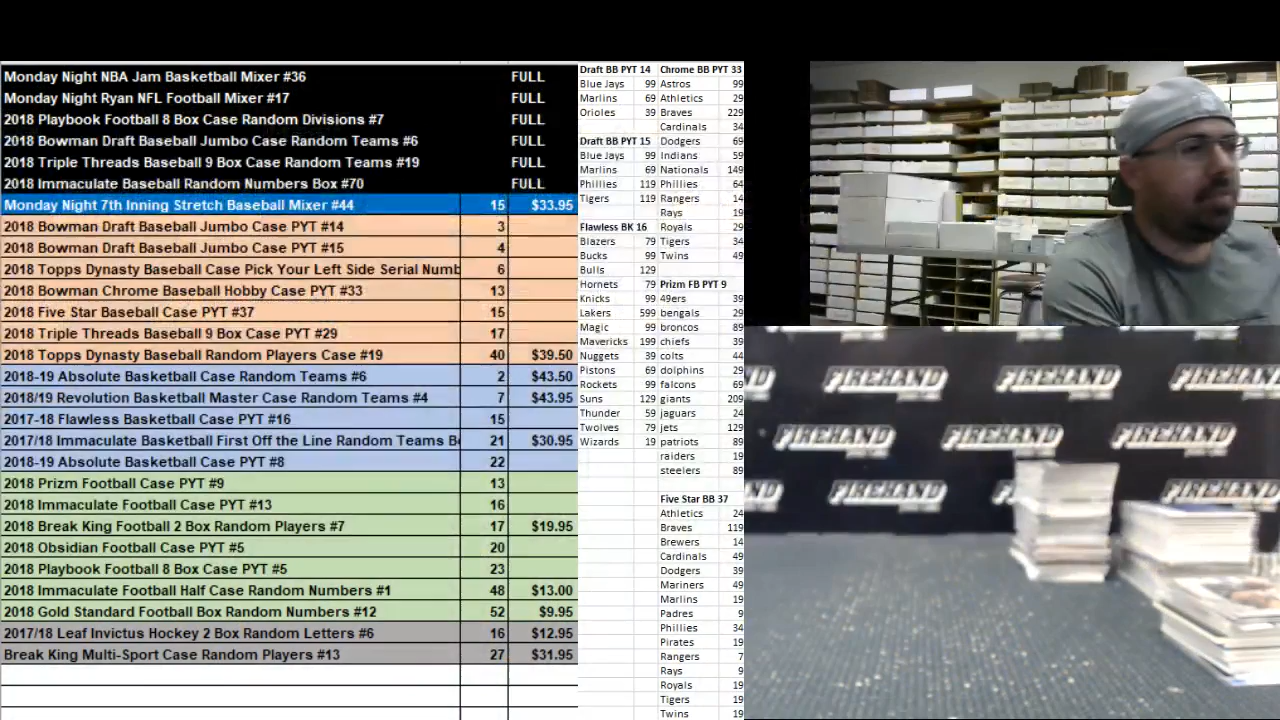 Monday Night NBA Jam Basketball Mixer #36 FULL
Monday Night Ryan NFL Football Mixer #17 FULL
2018 Playbook Football 8 Box Case Random Divisions #7 FULL
2018 Bowman Draft Baseball Jumbo Case Random Teams #6 FULL
2018 Triple Threads Baseball 9 Box Case Random Teams #19 FULL
2018 Immaculate Baseball Random Numbers Box #70 FULL
Monday Night 7th Inning Stretch Baseball Mixer #44 15 $33.95
2018 Bowman Draft Baseball Jumbo Case PYT #14 3
2018 Bowman Draft Baseball Jumbo Case PYT #15 4
2018 Topps Dynasty Baseball Case Pick Your Left Side Serial Numb 6
2018 Bowman Chrome Baseball Hobby Case PYT #33 13
2018 Five Star Baseball Case PYT #37 15
2018 Triple Threads Baseball 9 Box Case PYT #29 17
2018 Topps Dynasty Baseball Random Players Case #19 40 $39.50
2018-19 Absolute Basketball Case Random Teams #6 2 $43.50
2018/19 Revolution Basketball Master Case Random Teams #4 7 $43.95
2017-18 Flawless Basketball Case PYT #16 15
2017/18 Immaculate Basketball First Off the Line Random Teams Bo 21 $30.95
2018-19 Absolute Basketball Case PYT #8 22
2018 Prizm Football Case PYT #9 13
2018 Immaculate Football Case PYT #13 16
2018 Break King Football 2 Box Random Players #7 17 $19.95
2018 Obsidian Football Case PYT #5 20
2018 Playbook Football 8 Box Case PYT #5 23
2018 Immaculate Football Half Case Random Numbers #1 48 $13.00
2018 Gold Standard Football Box Random Numbers #12 52 $9.95
2017/18 Leaf Invictus Hockey 2 Box Random Letters #6 16 $12.95
Break King Multi-Sport Case Random Players #13 27 $31.95
Draft BB PYT 14
Blue Jays 99
Marlins 69
Orioles 39
Draft BB PYT 15
Blue Jays 99
Marlins 69
Phillies 119
Tigers 119
Flawless BK 16
Blazers 79
Bucks 99
Bulls 129
Hornets 79
Knicks 99
Lakers 599
Magic 99
Mavericks 199
Nuggets 39
Pistons 69
Rockets 99
Suns 129
Thunder 59
Twolves 79
Wizards 19
Chrome BB PYT 33
Astros 99
Athletics 29
Braves 229
Cardinals 34
Dodgers 69
Indians 59
Nationals 149
Phillies 64
Rangers 14
Rays 19
Royals 29
Tigers 34
Twins 49
Prizm FB PYT 9
49ers 39
bengals 29
broncos 89
chiefs 39
colts 44
dolphins 29
falcons 69
giants 209
jaguars 24
jets 129
patriots 89
raiders 19
steelers 89
Five Star BB 37
Athletics 24
Braves 119
Brewers 14
Cardinals 49
Dodgers 39
Mariners 49
Marlins 19
Padres 9
Phillies 34
Pirates 19
Rangers 7
Rays 9
Royals 19
Tigers 19
Twins 19
FIREHAND FIREHAND FIREHAND
FIREHAND FIREHAND FIREHAND
FIREHAND FIREHAND